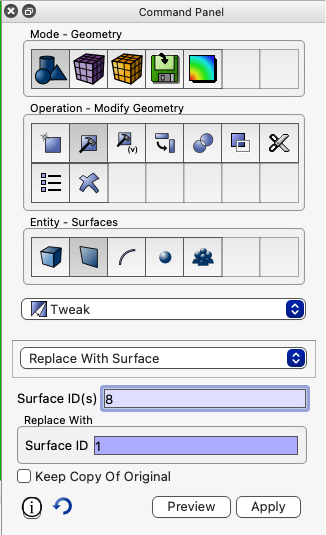 Command Panel
Mode - Geometry
Operation - Modify Geometry
(v)
Entity - Surfaces
Tweak
Replace With Surface
Surface ID(s) 8
Replace With
Surface ID 1
Keep Copy Of Original
i Preview Apply